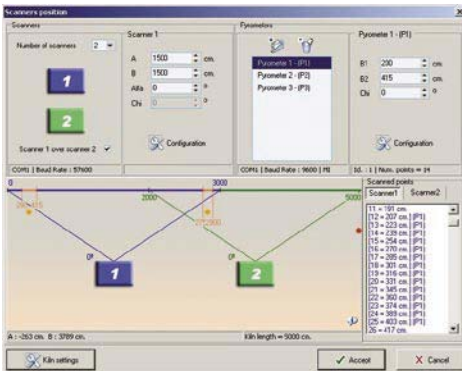 Scanners position
Scanners
Number of scanners 2
1
2
Scanner 1 over scanner 2
COM1 | Baud Rate : 57600
Scanner 1
A 1500 cm.
B 1500 cm.
Alfa 0 º
Chi 0 º
Configuration
Pyrometers
Pyrometer 1 - (P1)
Pyrometer 2 - (P2)
Pyrometer 3 - (P3)
COM1 | Baud Rate : 9600 |
Pyrometer 1 - (P1)
B1 200 cm.
B2 415 cm.
Chi 0 º
Configuration
Id. : 1 | Num. points = 14
0 3000
2000 5000
0º 1
0º 2
A : -263 cm. B : 3789 cm.
Kiln length = 5000 cm.
Scanned points
Scanner1 Scanner2
[11 = 191 cm.
[12 = 207 cm.] (P1)
[13 = 223 cm.] (P1)
[14 = 239 cm.] (P1)
[15 = 254 cm.] (P1)
[16 = 270 cm.] (P1)
[17 = 285 cm.] (P1)
[18 = 301 cm.] (P1)
[19 = 316 cm.] (P1)
[20 = 331 cm.] (P1)
[21 = 345 cm.] (P1)
[22 = 360 cm.] (P1)
[23 = 374 cm.] (P1)
[24 = 389 cm.] (P1)
[25 = 403 cm.] (P1)
[26 = 417 cm.
Kiln settings
Accept
Cancel